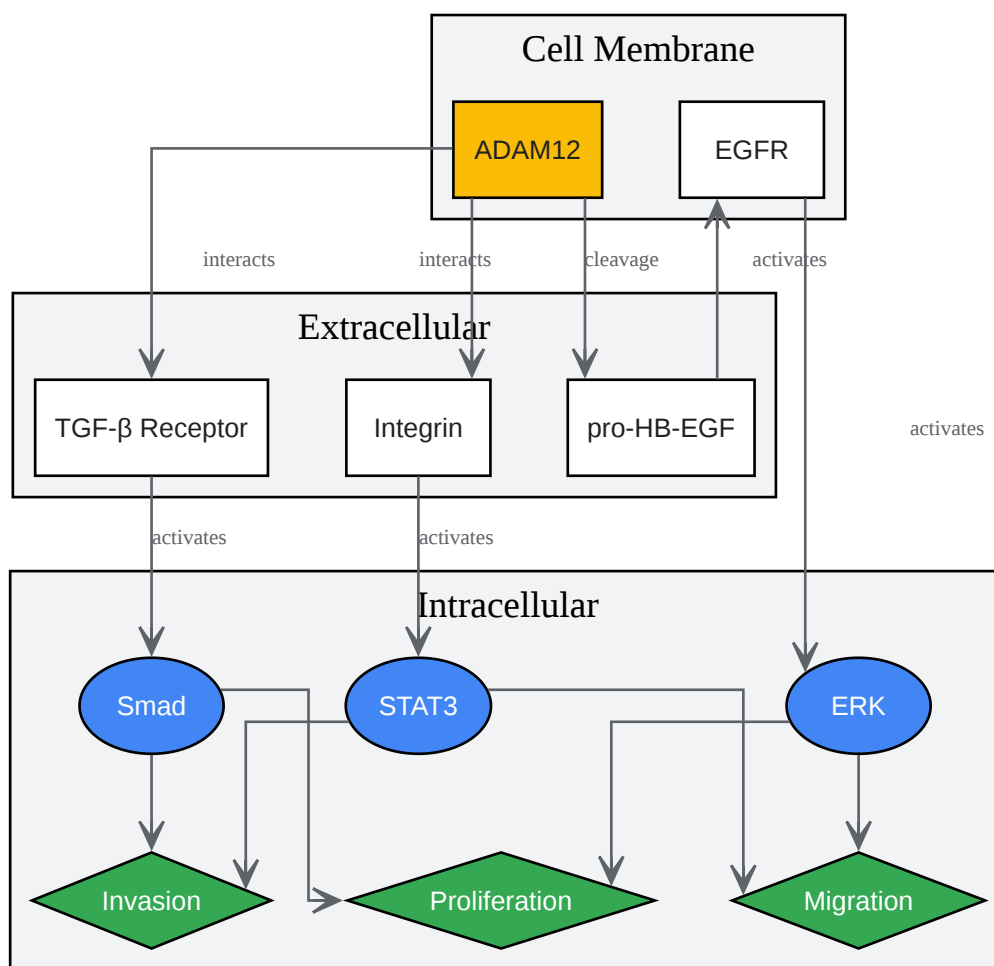 Cell Membrane
ADAM12
EGFR
interacts
interacts
cleavage
activates
Extracellular
TGF-β Receptor
Integrin
pro-HB-EGF
activates
activates
activates
Intracellular
Smad
STAT3
ERK
Invasion
Proliferation
Migration